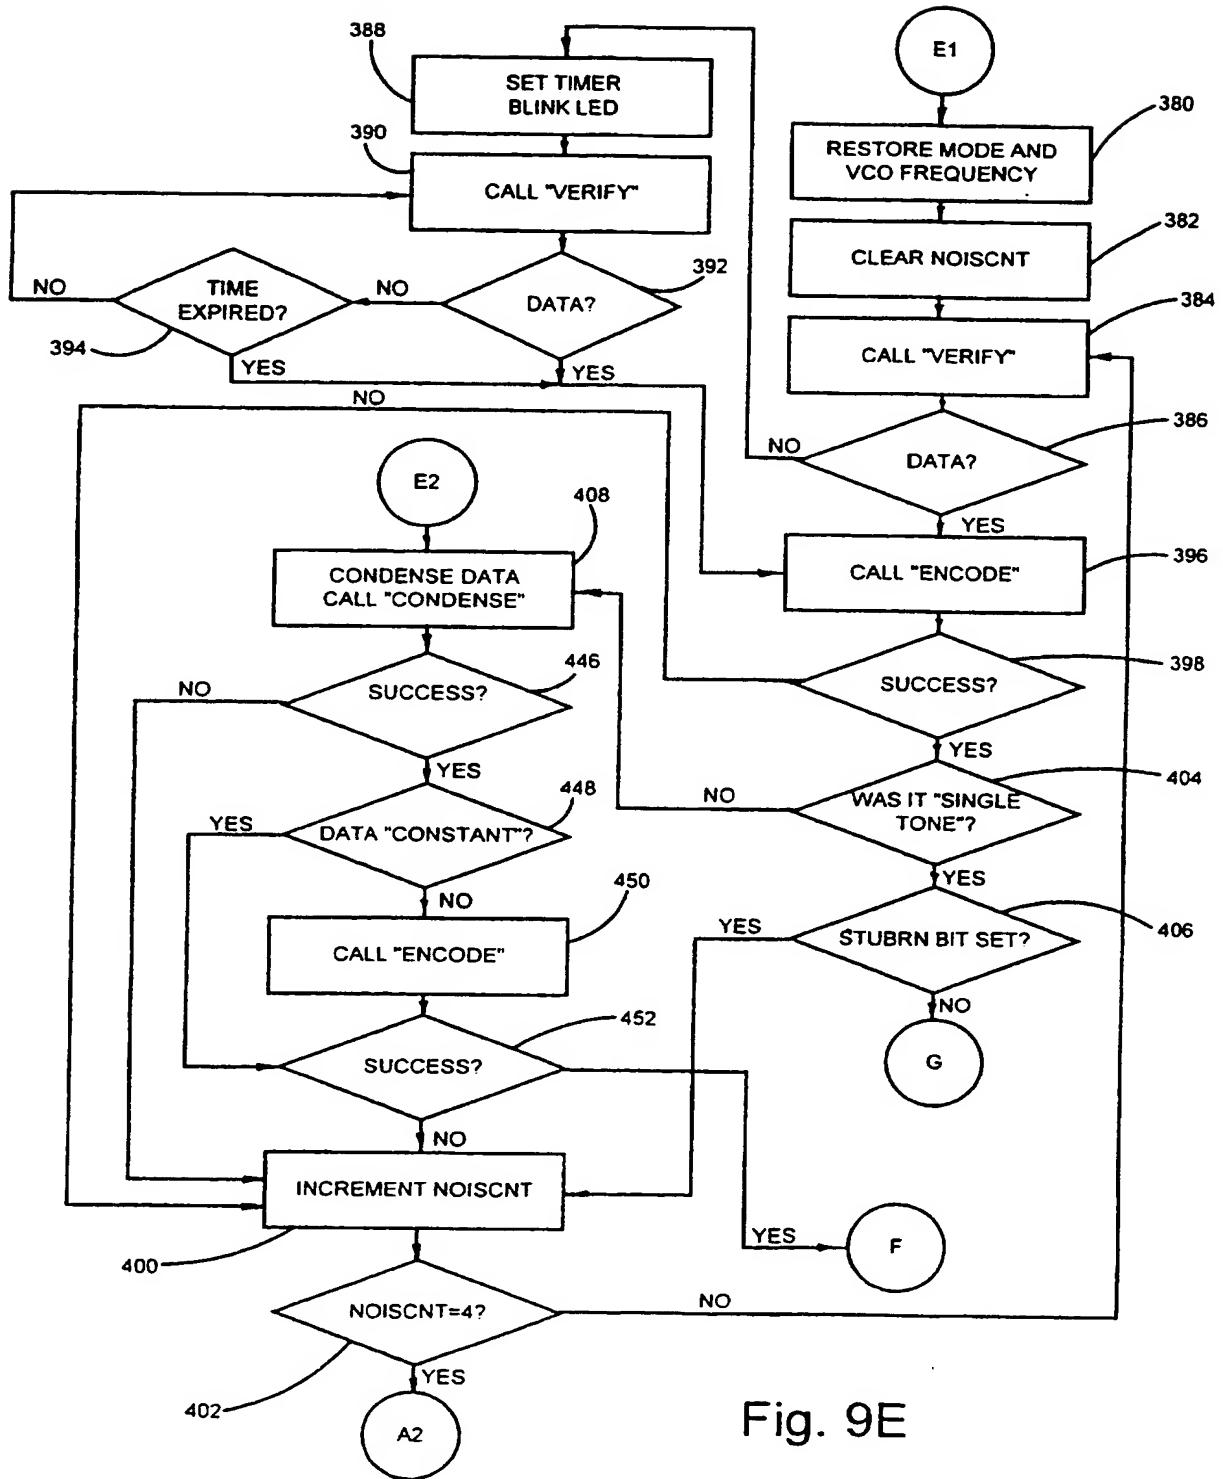 388
SET TIMER
BLINK LED
E1
380
RESTORE MODE AND
VCO FREQUENCY
390
CALL "VERIFY"
382
CLEAR NOISCNT
392
384
NO
TIME
EXPIRED?
NO
DATA?
394
YES
YES
CALL "VERIFY"
NO
386
NO
DATA?
E2
408
YES
CONDENSE DATA
CALL "CONDENSE"
CALL "ENCODE"
396
446
398
NO
SUCCESS?
SUCCESS?
YES
YES
448
404
NO
WAS IT "SINGLE
TONE"?
YES
DATA "CONSTANT"?
NO
YES
450
YES
STUBRN BIT SET?
406
CALL "ENCODE"
NO
452
G
SUCCESS?
NO
INCREMENT NOISCNT
YES
F
400
NOISCNT=4?
NO
YES
402
A2
Fig. 9E